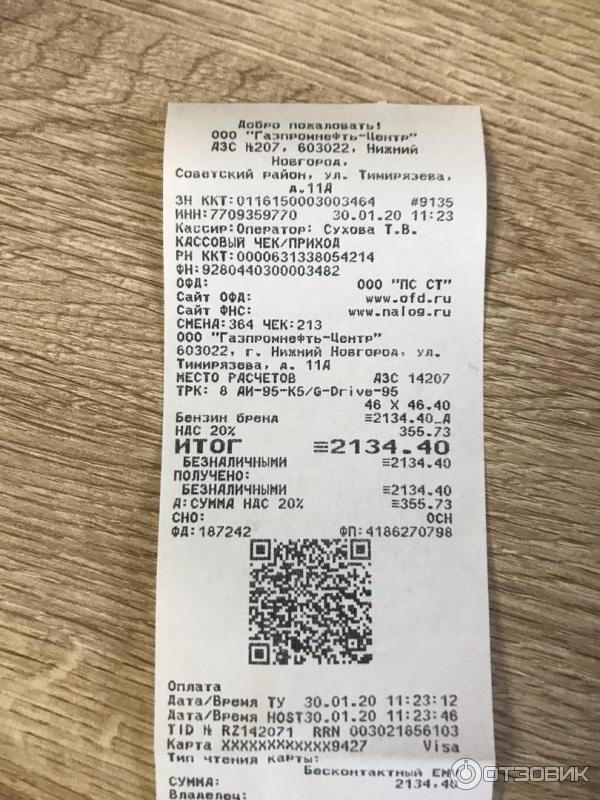 Добро пожаловать!
ООО "Газпромнефть-Центр"
АЗС №207, 603022, Нижний
Новгород,
Советский район, ул. Тимирязева,
д.11А
ЗН ККТ:0116150003003464 #9135
ИНН:7709359770 30.01.20 11:23
Кассир:Оператор: Сухова Т.В.
КАССОВЫЙ ЧЕК/ПРИХОД
РН ККТ:0000631338054214
ФН:9280440300003482
ОФД: ООО "ПС СТ"
Сайт ОФД: www.ofd.ru
Сайт ФНС: www.nalog.ru
СМЕНА:364 ЧЕК:213
ООО "Газпромнефть-Центр"
603022, г. Нижний Новгород, ул.
Тимирязева, д. 11А
МЕСТО РАСЧЕТОВ АЗС 14207
ТРК: 8 АИ-95-К5/G-Drive-95
46 X 46.40
Бензин бренд ≡2134.40_А
НДС 20% 355.73
ИТОГ ≡2134.40
БЕЗНАЛИЧНЫМИ ≡2134.40
ПОЛУЧЕНО:
БЕЗНАЛИЧНЫМИ ≡2134.40
А:СУММА НДС 20% ≡355.73
СНО: ОСН
ФД:187242 ФП:4186270798
Оплата
Дата/Время ТУ 30.01.20 11:23:12
Дата/Время HOST30.01.20 11:23:46
TID № RZ142071 RRN 003021856103
Карта XXXXXXXXXXXX9427 Visa
Тип чтения карты:
Бесконтактный EMV
СУММА: 2134.40
Владелец:
ОТЗОВИК